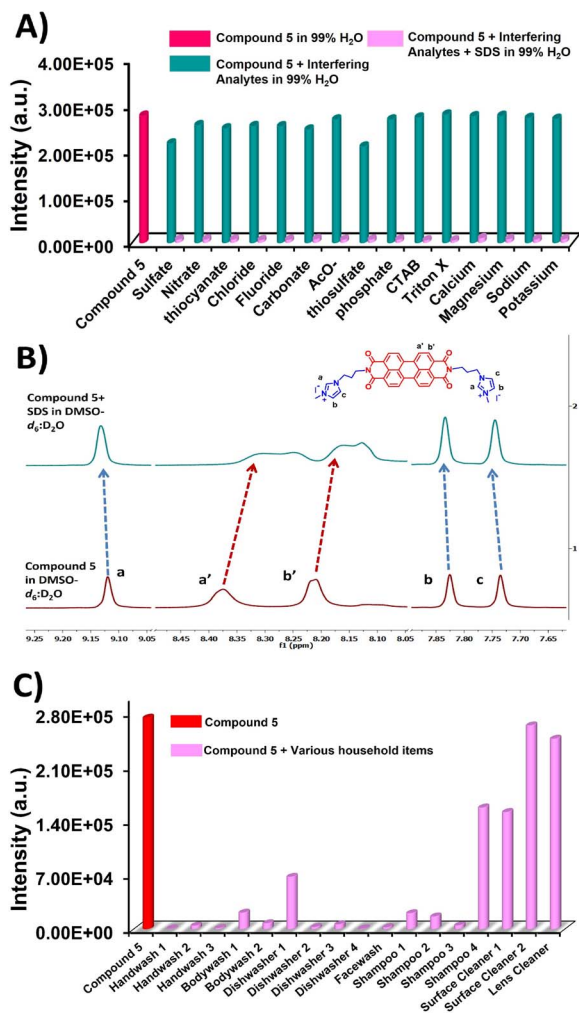 A)
Compound 5 in 99% H₂O
Compound 5 + Interfering
Analytes + SDS in 99% H₂O
Compound 5 + Interfering
Analytes in 99% H₂O
Intensity (a.u.)
4.00E+05
3.00E+05
2.00E+05
1.00E+05
0.00E+00
Compound 5
Sulfate
Nitrate
thiocyanate
Chloride
Fluoride
Carbonate
AcO-
thiosulfate
phosphate
CTAB
Triton X
Calcium
Magnesium
Sodium
Potassium
B)
a' b'
O O
N N
O O
a N c b N+ I-
c a b N N+ I-
Compound 5+
SDS in DMSO-
d₆:D₂O
2
Compound 5
in DMSO-
d₆:D₂O
a a' b' b c
1
9.25 9.20 9.15 9.10 9.05 8.50 8.45 8.40 8.35 8.30 8.25 8.20 8.15 8.10 8.05 7.85 7.80 7.75 7.70 7.65
f1 (ppm)
C)
Compound 5
Compound 5 + Various household items
Intensity (a.u.)
2.80E+05
2.10E+05
1.40E+05
7.00E+04
0.00E+00
Compound 5
Handwash 1
Handwash 2
Handwash 3
Bodywash 1
Bodywash 2
Dishwasher 1
Dishwasher 2
Dishwasher 3
Dishwasher 4
Facewash
Shampoo 1
Shampoo 2
Shampoo 3
Shampoo 4
Surface Cleaner 1
Surface Cleaner 2
Lens Cleaner